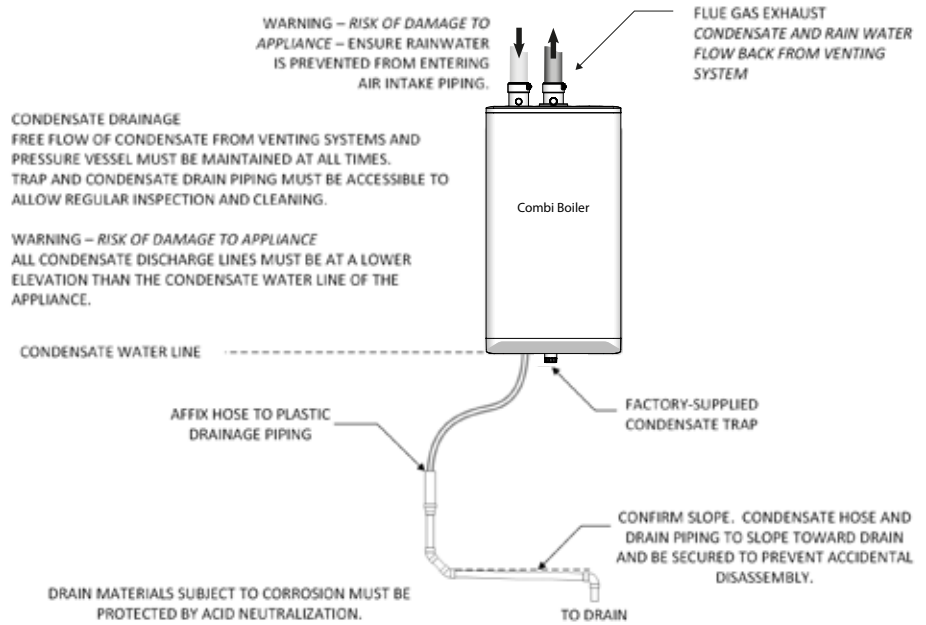 WARNING – RISK OF DAMAGE TO
APPLIANCE – ENSURE RAINWATER
IS PREVENTED FROM ENTERING
AIR INTAKE PIPING.
FLUE GAS EXHAUST
CONDENSATE AND RAIN WATER
FLOW BACK FROM VENTING
SYSTEM
CONDENSATE DRAINAGE
FREE FLOW OF CONDENSATE FROM VENTING SYSTEMS AND
PRESSURE VESSEL MUST BE MAINTAINED AT ALL TIMES.
TRAP AND CONDENSATE DRAIN PIPING MUST BE ACCESSIBLE TO
ALLOW REGULAR INSPECTION AND CLEANING.
Combi Boiler
WARNING – RISK OF DAMAGE TO APPLIANCE
ALL CONDENSATE DISCHARGE LINES MUST BE AT A LOWER
ELEVATION THAN THE CONDENSATE WATER LINE OF THE
APPLIANCE.
CONDENSATE WATER LINE
AFFIX HOSE TO PLASTIC
DRAINAGE PIPING
FACTORY-SUPPLIED
CONDENSATE TRAP
CONFIRM SLOPE.  CONDENSATE HOSE AND
DRAIN PIPING TO SLOPE TOWARD DRAIN
AND BE SECURED TO PREVENT ACCIDENTAL
DISASSEMBLY.
DRAIN MATERIALS SUBJECT TO CORROSION MUST BE
PROTECTED BY ACID NEUTRALIZATION.
TO DRAIN